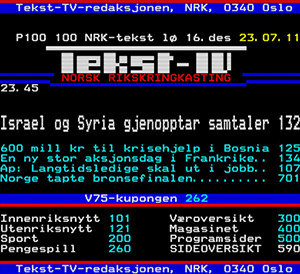 Tekst-TV-redaksjonen, NRK, 0340 Oslo
P100 100 NRK-tekst lø 16.des 23.07.11
Tekst-TV
NORSK RIKSKRINGKASTING
23.45
Israel og Syria gjenopptar samtaler 132
600 mill kr til krisehjelp i Bosnia 125
En ny stor aksjonsdag i Frankrike.. 134
Ap: Langtidsledige skal ut i jobb.. 107
Norge tapte bronsefinalen.......... 701
V75-kupongen 262
Innenriksnytt 101 Væroversikt 300
Utenriksnytt 121 Magasinet 400
Sport 200 Programsider 500
Pengespill 260 SIDEOVERSIKT 590
Tekst-TV-redaksjonen, NRK, 0340 Oslo